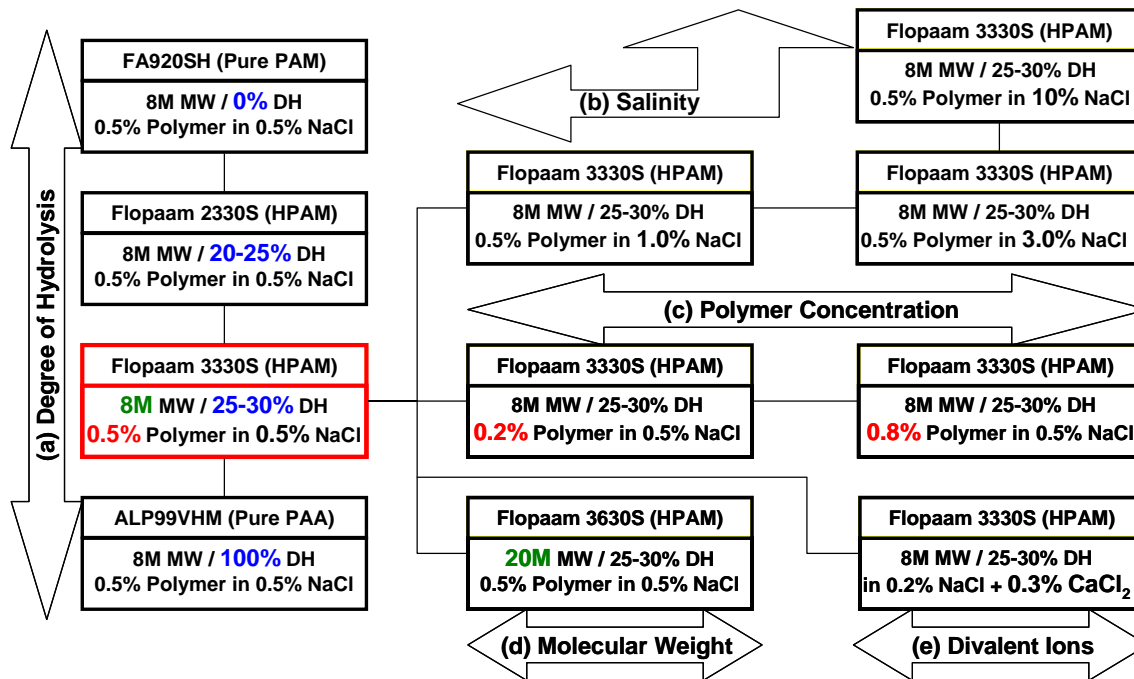 (a) Degree of Hydrolysis
FA920SH (Pure PAM)
8M MW / 0% DH
0.5% Polymer in 0.5% NaCl
Flopaam 2330S (HPAM)
8M MW / 20-25% DH
0.5% Polymer in 0.5% NaCl
Flopaam 3330S (HPAM)
8M MW / 25-30% DH
0.5% Polymer in 0.5% NaCl
ALP99VHM (Pure PAA)
8M MW / 100% DH
0.5% Polymer in 0.5% NaCl
(b) Salinity
Flopaam 3330S (HPAM)
8M MW / 25-30% DH
0.5% Polymer in 10% NaCl
Flopaam 3330S (HPAM)
8M MW / 25-30% DH
0.5% Polymer in 1.0% NaCl
Flopaam 3330S (HPAM)
8M MW / 25-30% DH
0.5% Polymer in 3.0% NaCl
(c) Polymer Concentration
Flopaam 3330S (HPAM)
8M MW / 25-30% DH
0.2% Polymer in 0.5% NaCl
Flopaam 3330S (HPAM)
8M MW / 25-30% DH
0.8% Polymer in 0.5% NaCl
Flopaam 3630S (HPAM)
20M MW / 25-30% DH
0.5% Polymer in 0.5% NaCl
(d) Molecular Weight
Flopaam 3330S (HPAM)
8M MW / 25-30% DH
in 0.2% NaCl + 0.3% CaCl₂
(e) Divalent Ions